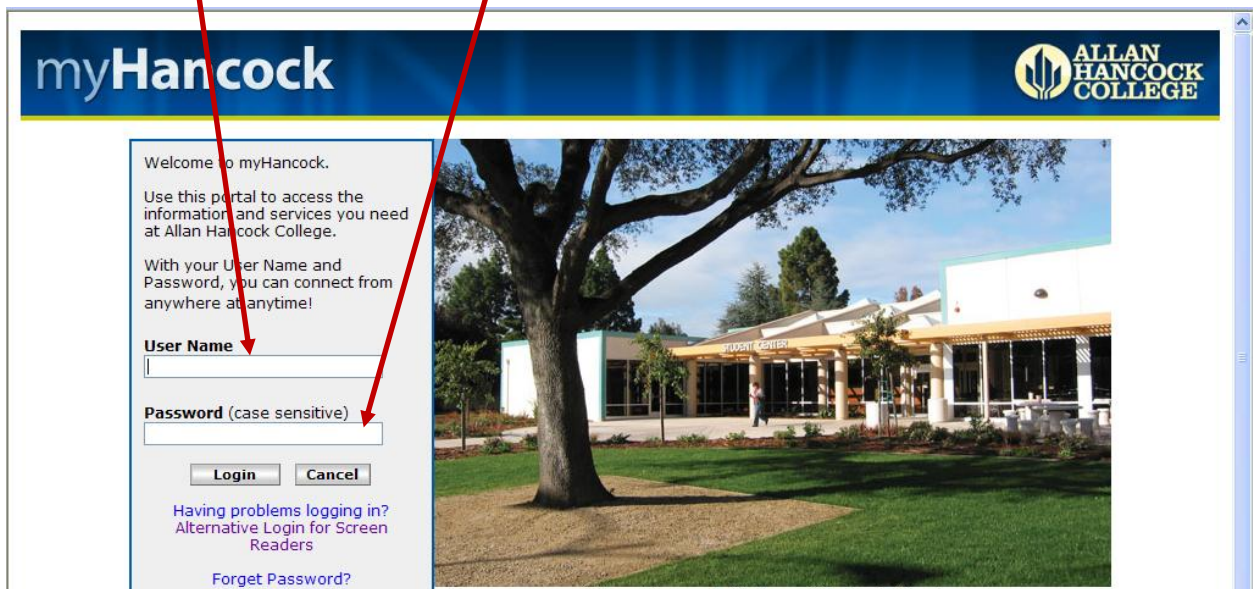 myHancock
ALLAN
HANCOCK
COLLEGE
Welcome to myHancock.
Use this portal to access the
information and services you need
at Allan Hancock College.
With your User Name and
Password, you can connect from
anywhere at anytime!
User Name
Password (case sensitive)
Login Cancel
Having problems logging in?
Alternative Login for Screen
Readers
Forget Password?
STUDENT CENTER